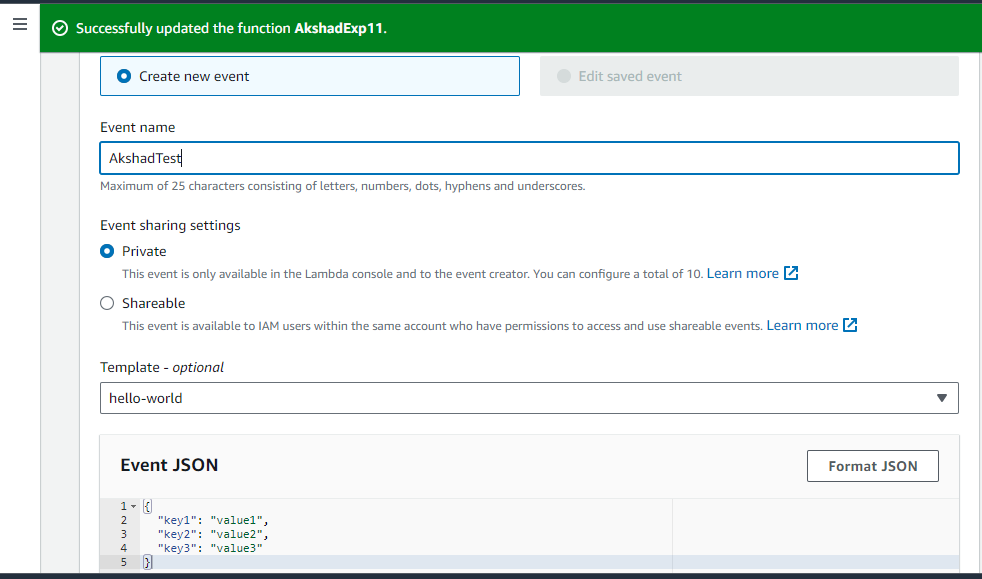 Successfully updated the function AkshadExp11.
Create new event
Edit saved event
Event name
AkshadTest
Maximum of 25 characters consisting of letters, numbers, dots, hyphens and underscores.
Event sharing settings
Private
This event is only available in the Lambda console and to the event creator. You can configure a total of 10. Learn more
Shareable
This event is available to IAM users within the same account who have permissions to access and use shareable events. Learn more
Template - optional
hello-world
Event JSON
Format JSON
1 {
2 "key1": "value1",
3 "key2": "value2",
4 "key3": "value3"
5 }